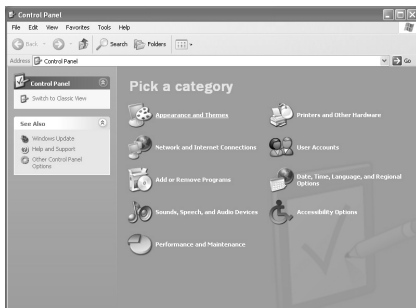 Control Panel
File Edit View Favorites Tools Help
Back Search Folders
Address Control Panel Go
Control Panel
Switch to Classic View
See Also
Windows Update
Help and Support
Other Control Panel
Options
Pick a category
Appearance and Themes
Printers and Other Hardware
Network and Internet Connections
User Accounts
Add or Remove Programs
Date, Time, Language, and Regional
Options
Sounds, Speech, and Audio Devices
Accessibility Options
Performance and Maintenance